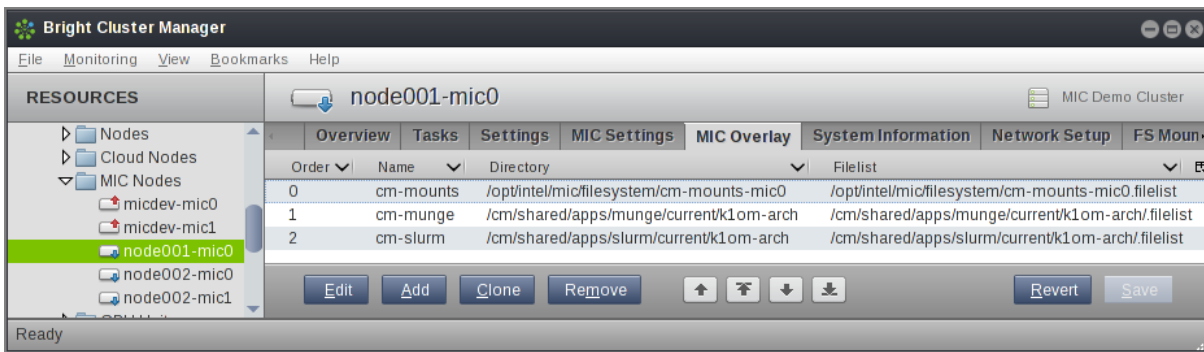 Bright Cluster Manager
File Monitoring View Bookmarks Help
RESOURCES
Nodes
Cloud Nodes
MIC Nodes
micdev-mic0
micdev-mic1
node001-mic0
node002-mic0
node002-mic1
node001-mic0
MIC Demo Cluster
Overview Tasks Settings MIC Settings MIC Overlay System Information Network Setup FS Moun
Order Name Directory Filelist
0 cm-mounts /opt/intel/mic/filesystem/cm-mounts-mic0 /opt/intel/mic/filesystem/cm-mounts-mic0.filelist
1 cm-munge /cm/shared/apps/munge/current/k1om-arch /cm/shared/apps/munge/current/k1om-arch/.filelist
2 cm-slurm /cm/shared/apps/slurm/current/k1om-arch /cm/shared/apps/slurm/current/k1om-arch/.filelist
Edit Add Clone Remove Revert Save
Ready